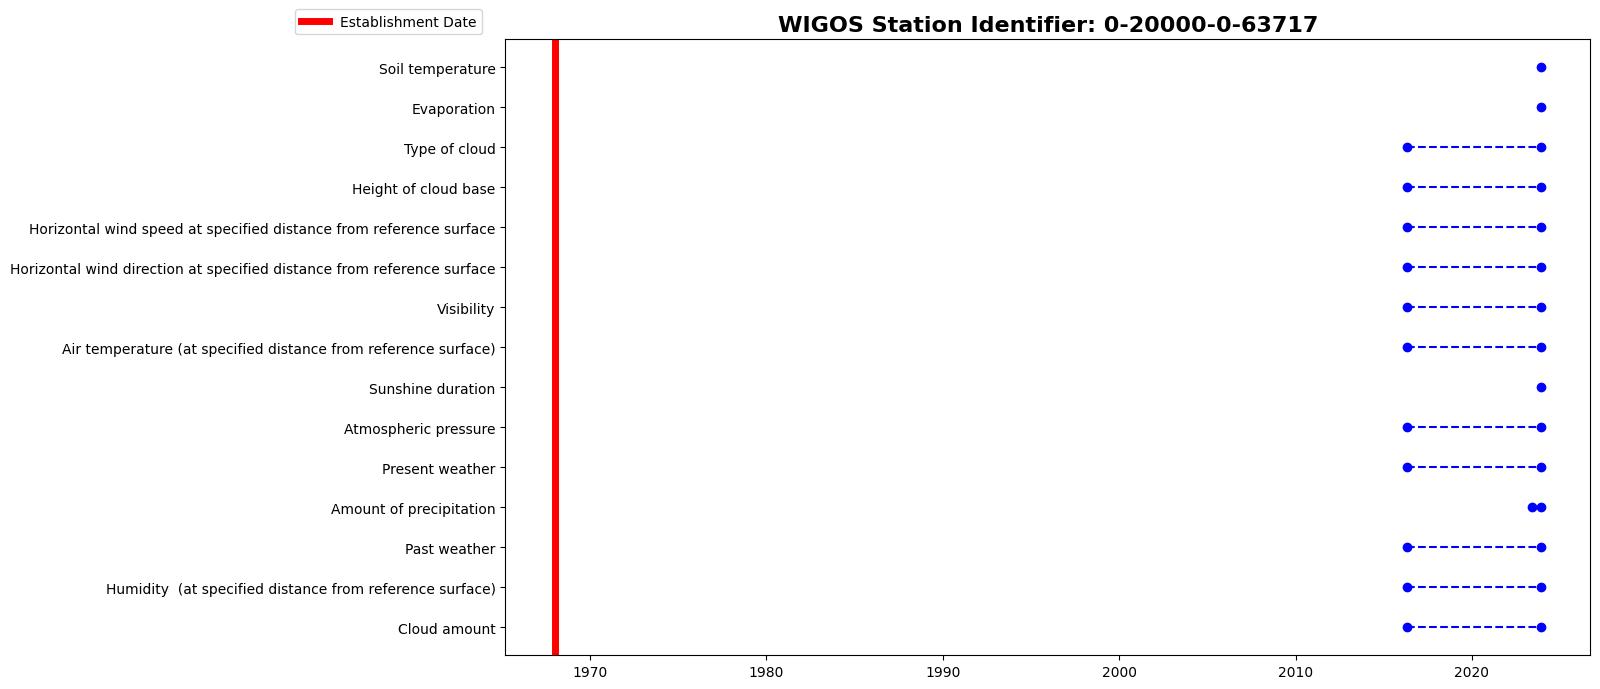 Establishment Date
WIGOS Station Identifier: 0-20000-0-63717
Soil temperature
Evaporation
Type of cloud
Height of cloud base
Horizontal wind speed at specified distance from reference surface
Horizontal wind direction at specified distance from reference surface
Visibility
Air temperature (at specified distance from reference surface)
Sunshine duration
Atmospheric pressure
Present weather
Amount of precipitation
Past weather
Humidity  (at specified distance from reference surface)
Cloud amount
1970 1980 1990 2000 2010 2020